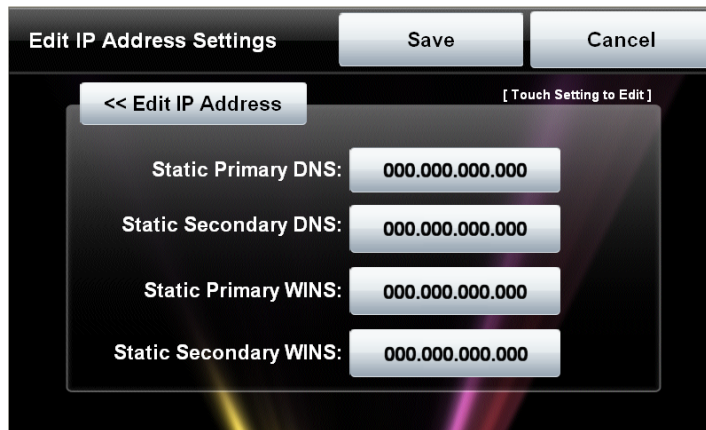 Edit IP Address Settings Save Cancel
<< Edit IP Address [ Touch Setting to Edit ]
Static Primary DNS: 000.000.000.000
Static Secondary DNS: 000.000.000.000
Static Primary WINS: 000.000.000.000
Static Secondary WINS: 000.000.000.000